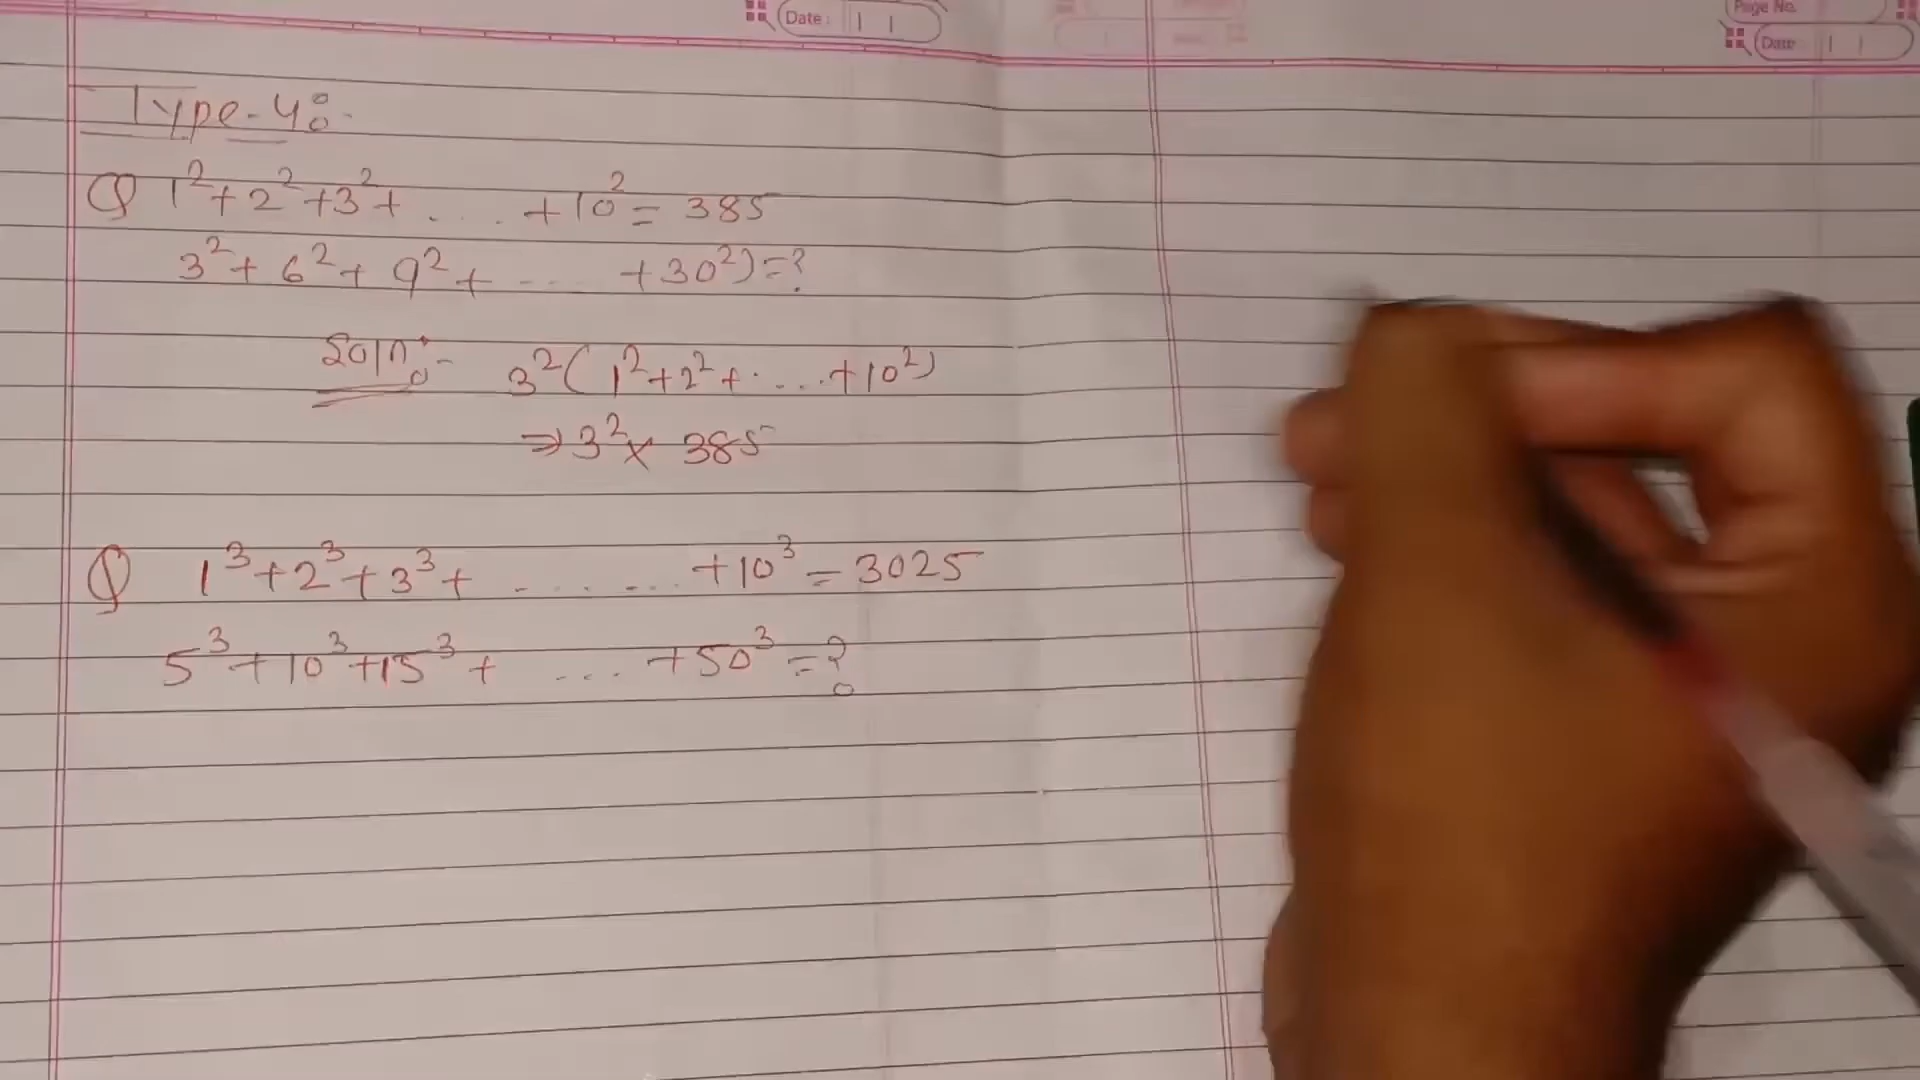 Date:
Page No.
Date
Type-4:-
Q 1²+2²+3²+ .... +10²= 385
3²+ 6²+ 9²+ .... +30²)=?
Soln:- 3²(1²+2²+.....+10²)
⇒3²× 385
Q 1³+2³+3³+ ...... +10³=3025
5³+10³+15³+ ... +50³=?